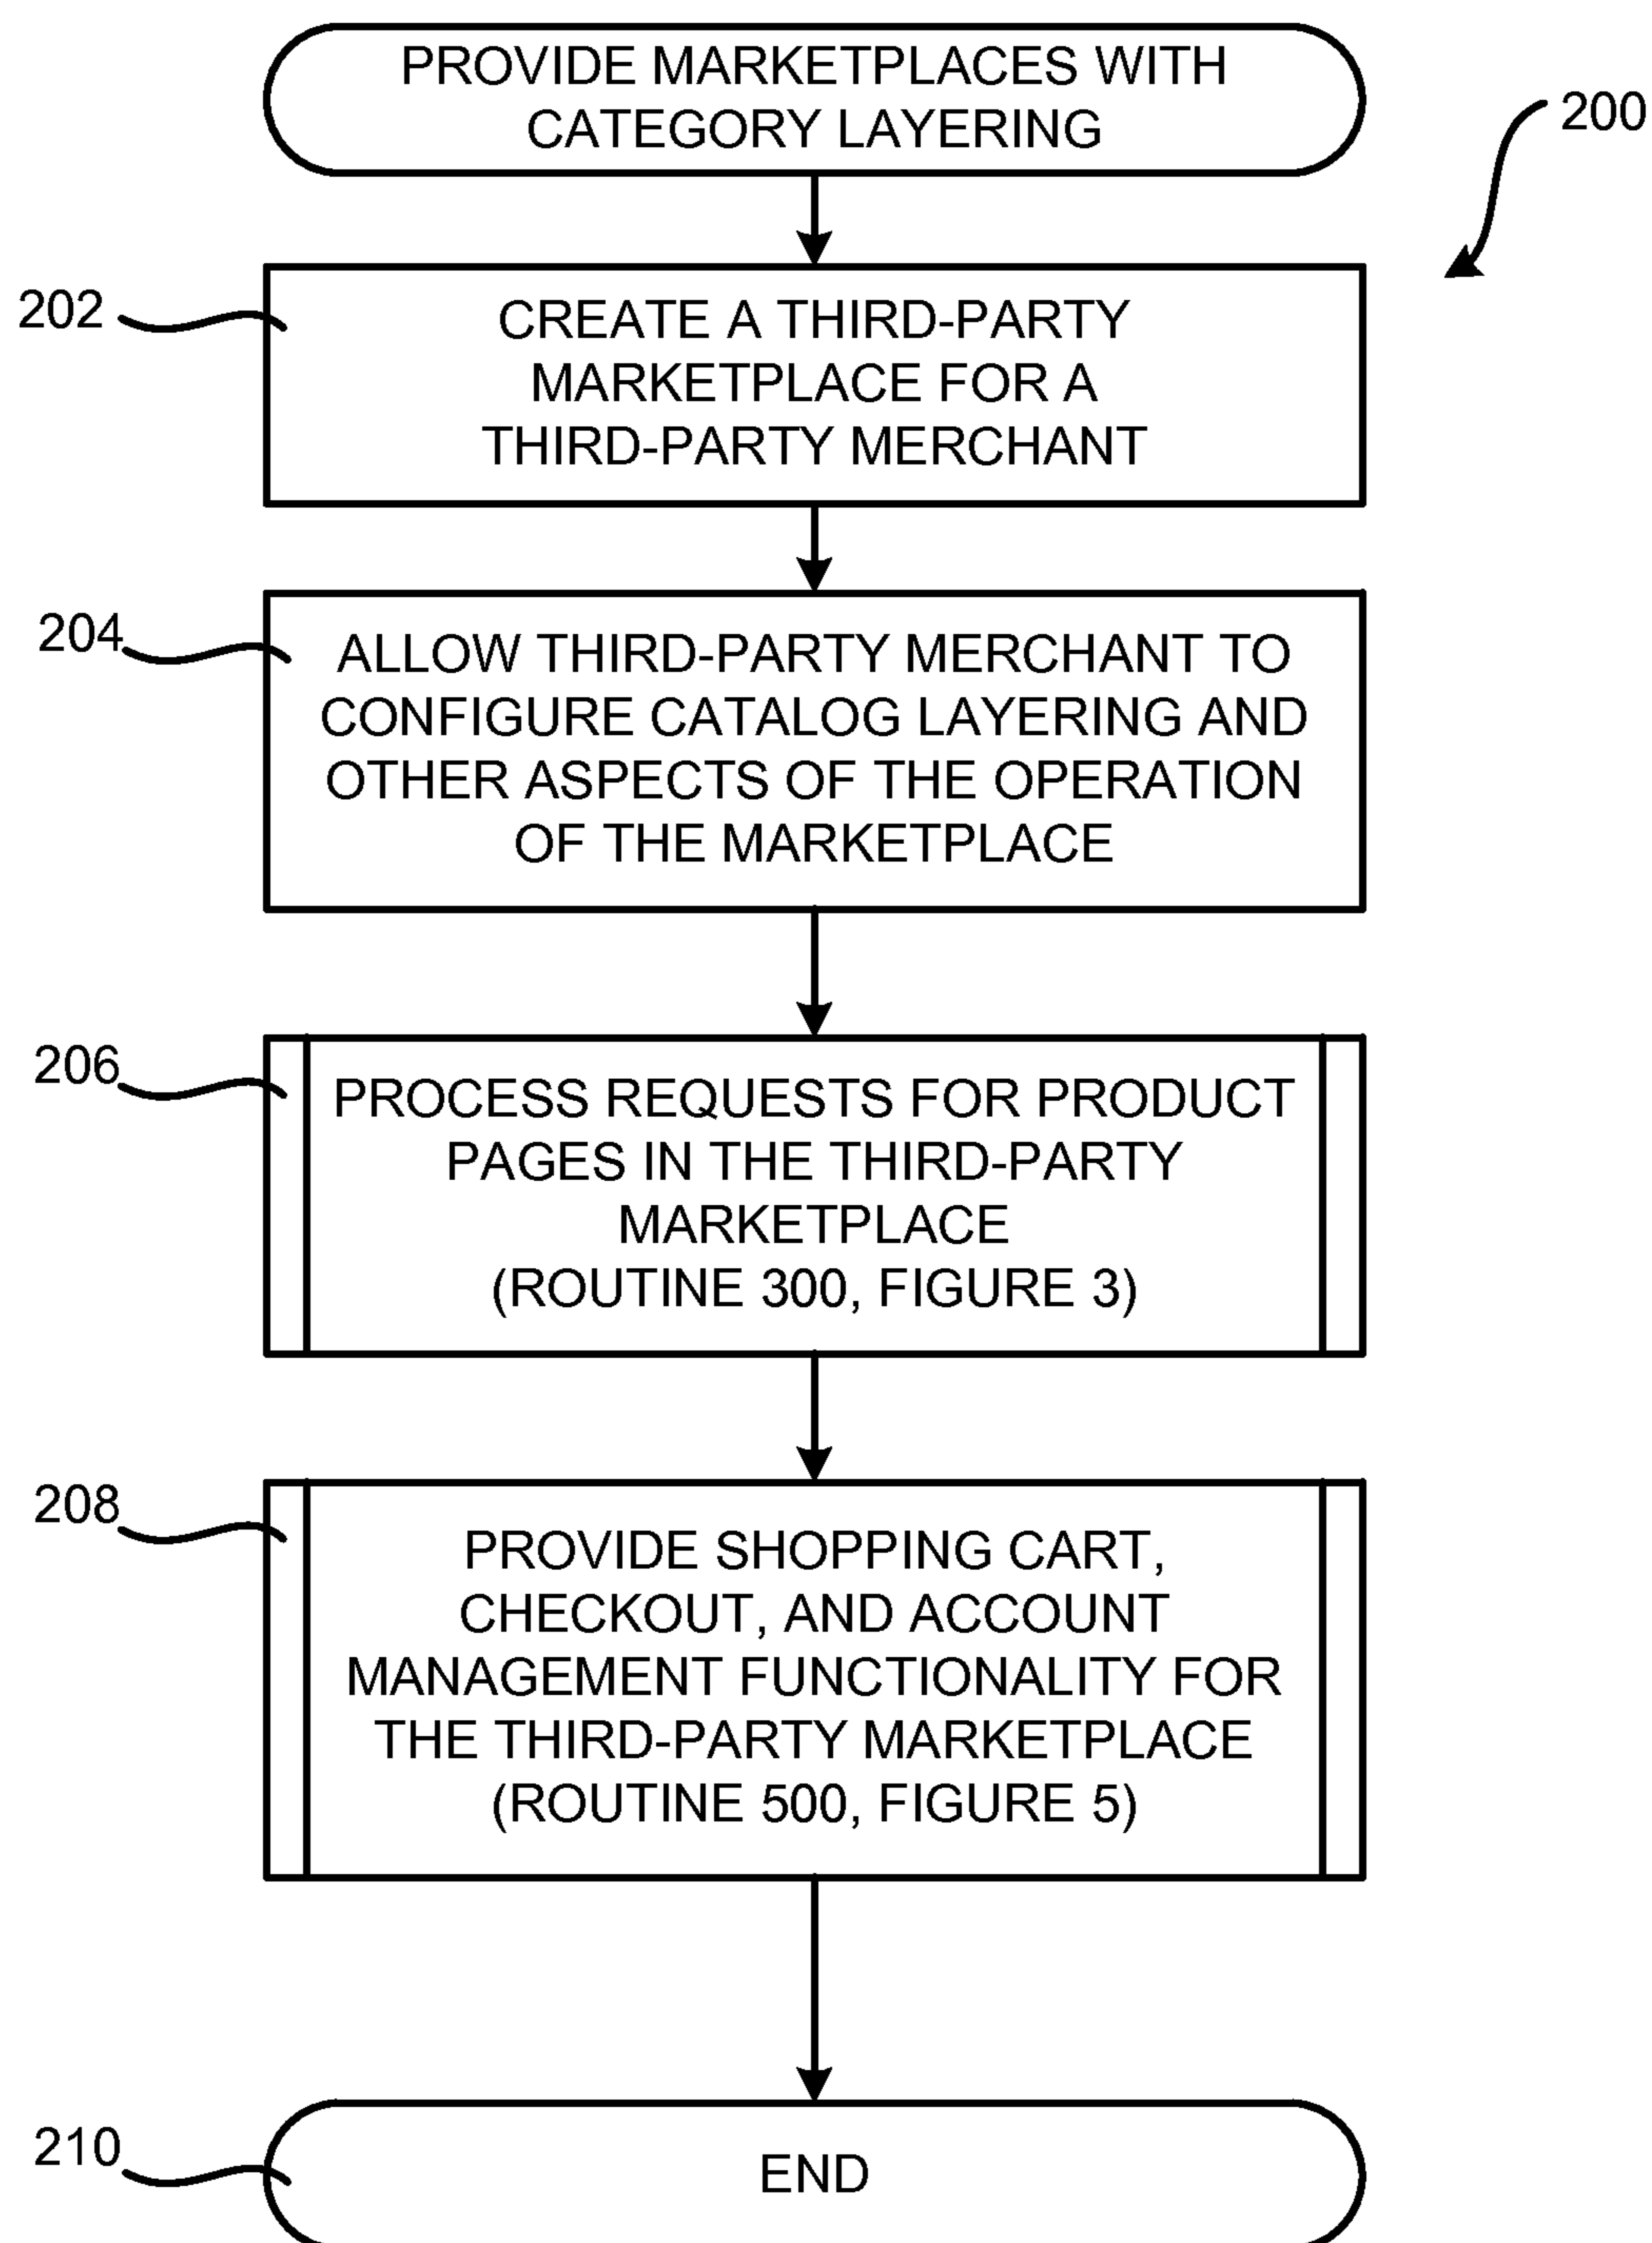 PROVIDE MARKETPLACES WITH
CATEGORY LAYERING
200
202
CREATE A THIRD-PARTY
MARKETPLACE FOR A
THIRD-PARTY MERCHANT
204
ALLOW THIRD-PARTY MERCHANT TO
CONFIGURE CATALOG LAYERING AND
OTHER ASPECTS OF THE OPERATION
OF THE MARKETPLACE
206
PROCESS REQUESTS FOR PRODUCT
PAGES IN THE THIRD-PARTY
MARKETPLACE
(ROUTINE 300, FIGURE 3)
208
PROVIDE SHOPPING CART,
CHECKOUT, AND ACCOUNT
MANAGEMENT FUNCTIONALITY FOR
THE THIRD-PARTY MARKETPLACE
(ROUTINE 500, FIGURE 5)
210
END